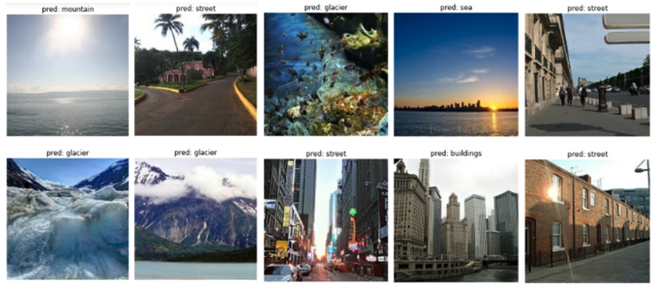 pred: mountain
pred: street
pred: glacier
pred: sea
pred: street
pred: glacier
pred: glacier
pred: street
pred: buildings
pred: street